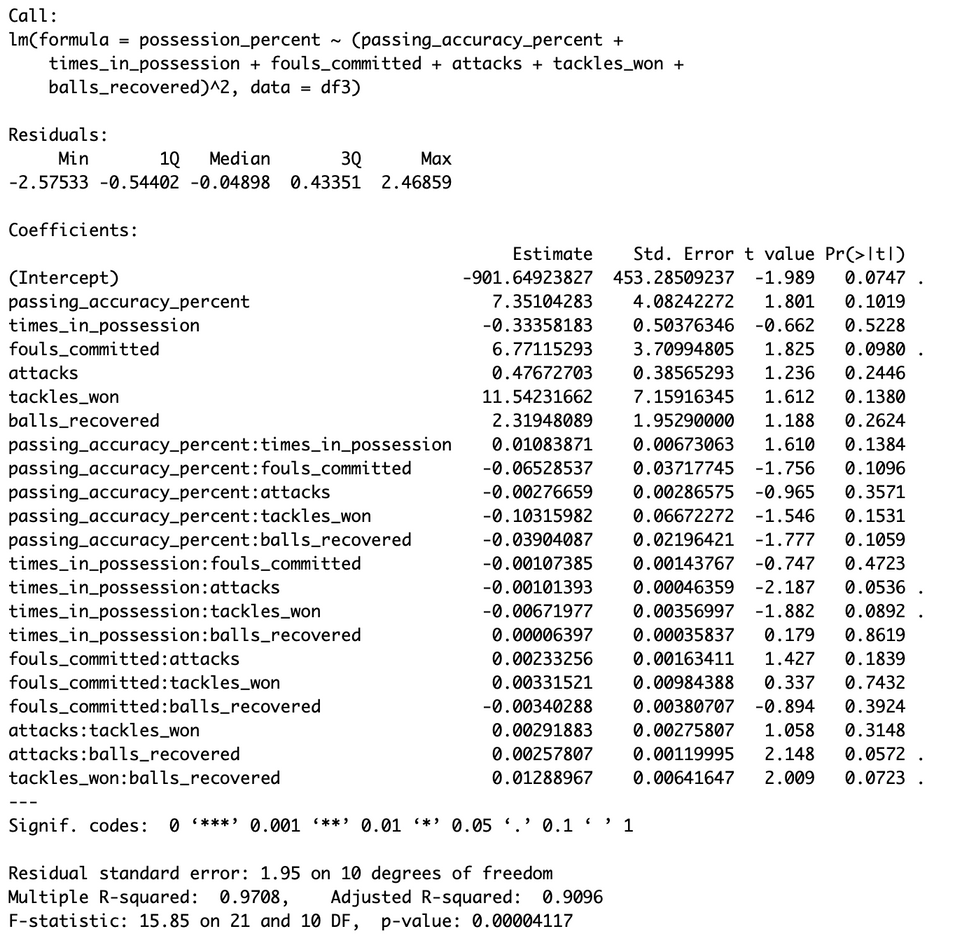 Call:
lm(formula = possession_percent ~ (passing_accuracy_percent +
    times_in_possession + fouls_committed + attacks + tackles_won +
    balls_recovered)^2, data = df3)

Residuals:
     Min       1Q   Median       3Q      Max
-2.57533 -0.54402 -0.04898  0.43351  2.46859

Coefficients:
                                                Estimate    Std. Error t value Pr(>|t|)
(Intercept)                                -901.64923827  453.28509237  -1.989   0.0747 .
passing_accuracy_percent                      7.35104283    4.08242272   1.801   0.1019
times_in_possession                          -0.33358183    0.50376346  -0.662   0.5228
fouls_committed                               6.77115293    3.70994805   1.825   0.0980 .
attacks                                       0.47672703    0.38565293   1.236   0.2446
tackles_won                                  11.54231662    7.15916345   1.612   0.1380
balls_recovered                               2.31948089    1.95290000   1.188   0.2624
passing_accuracy_percent:times_in_possession  0.01083871    0.00673063   1.610   0.1384
passing_accuracy_percent:fouls_committed     -0.06528537    0.03717745  -1.756   0.1096
passing_accuracy_percent:attacks             -0.00276659    0.00286575  -0.965   0.3571
passing_accuracy_percent:tackles_won         -0.10315982    0.06672272  -1.546   0.1531
passing_accuracy_percent:balls_recovered     -0.03904087    0.02196421  -1.777   0.1059
times_in_possession:fouls_committed          -0.00107385    0.00143767  -0.747   0.4723
times_in_possession:attacks                  -0.00101393    0.00046359  -2.187   0.0536 .
times_in_possession:tackles_won              -0.00671977    0.00356997  -1.882   0.0892 .
times_in_possession:balls_recovered           0.00006397    0.00035837   0.179   0.8619
fouls_committed:attacks                       0.00233256    0.00163411   1.427   0.1839
fouls_committed:tackles_won                   0.00331521    0.00984388   0.337   0.7432
fouls_committed:balls_recovered              -0.00340288    0.00380707  -0.894   0.3924
attacks:tackles_won                           0.00291883    0.00275807   1.058   0.3148
attacks:balls_recovered                       0.00257807    0.00119995   2.148   0.0572 .
tackles_won:balls_recovered                   0.01288967    0.00641647   2.009   0.0723 .
---
Signif. codes:  0 ‘***’ 0.001 ‘**’ 0.01 ‘*’ 0.05 ‘.’ 0.1 ‘ ’ 1

Residual standard error: 1.95 on 10 degrees of freedom
Multiple R-squared:  0.9708,	Adjusted R-squared:  0.9096
F-statistic: 15.85 on 21 and 10 DF,  p-value: 0.00004117